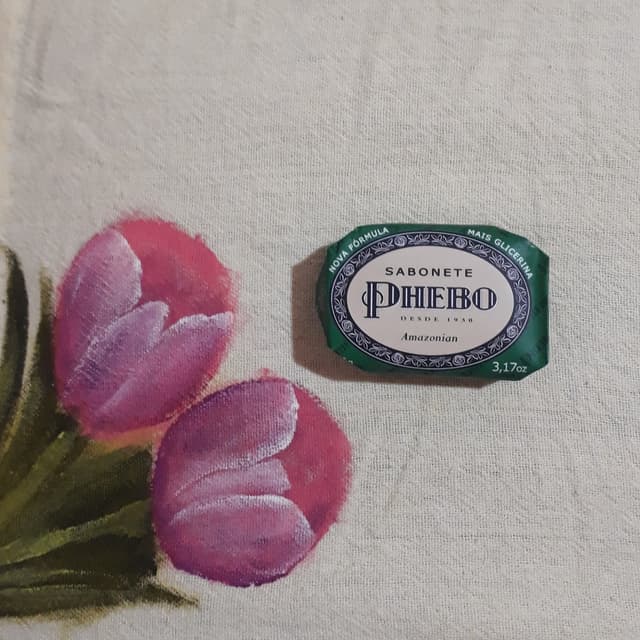 NOVA FÓRMULA
MAIS GLICERINA
SABONETE
PHEBO
DESDE 1930
Amazonian
3,17oz